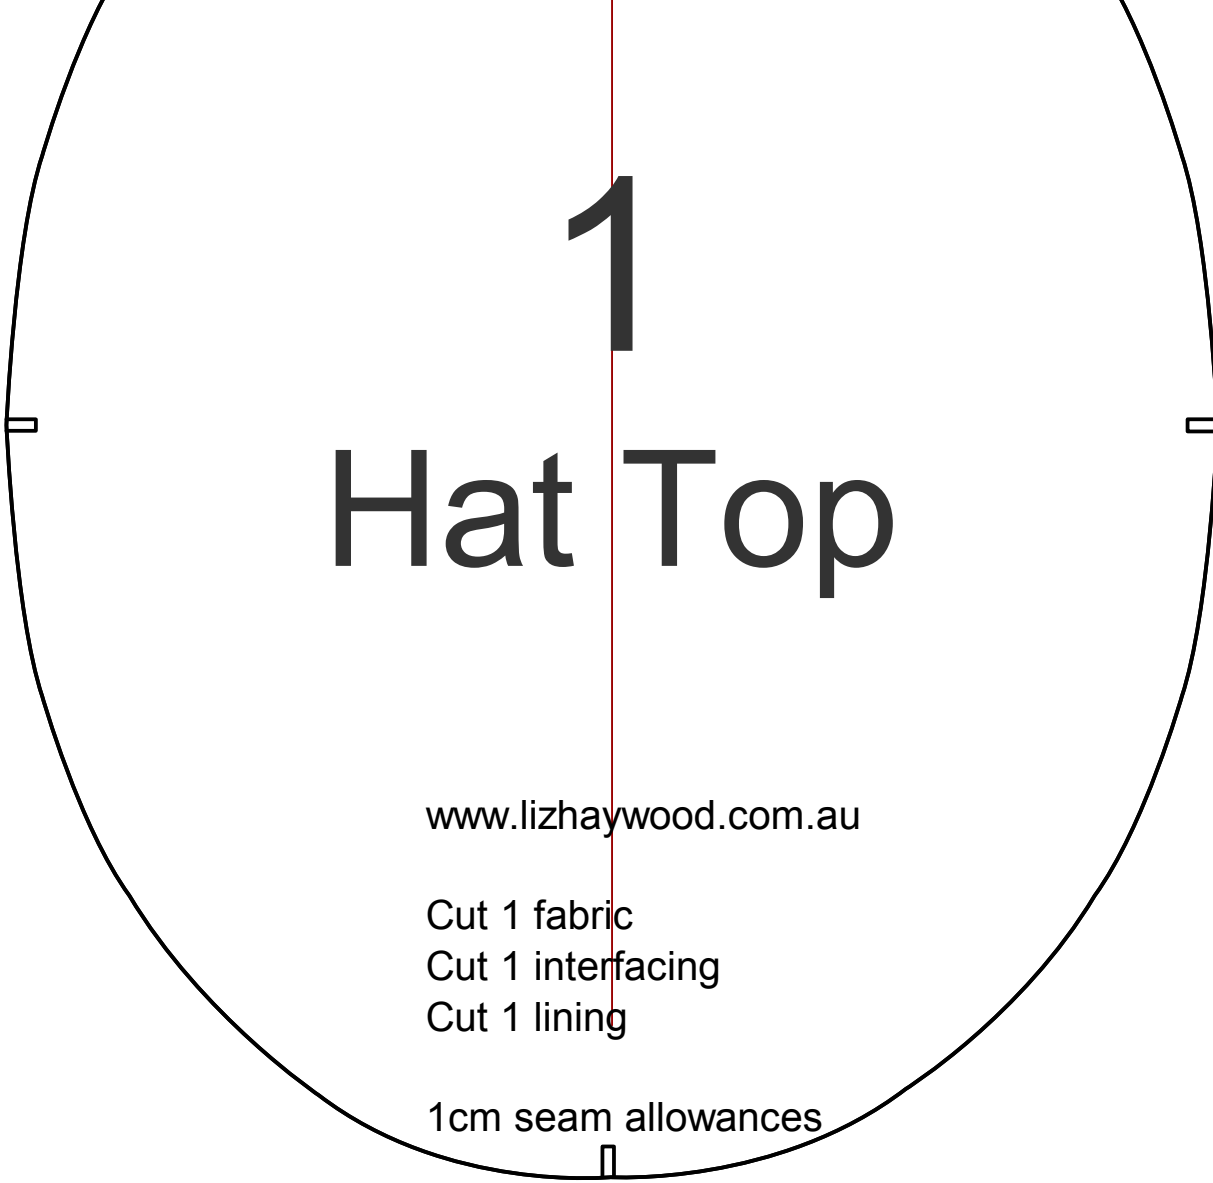 1
Hat Top
www.lizhaywood.com.au
Cut 1 fabric
Cut 1 interfacing
Cut 1 lining
1cm seam allowances